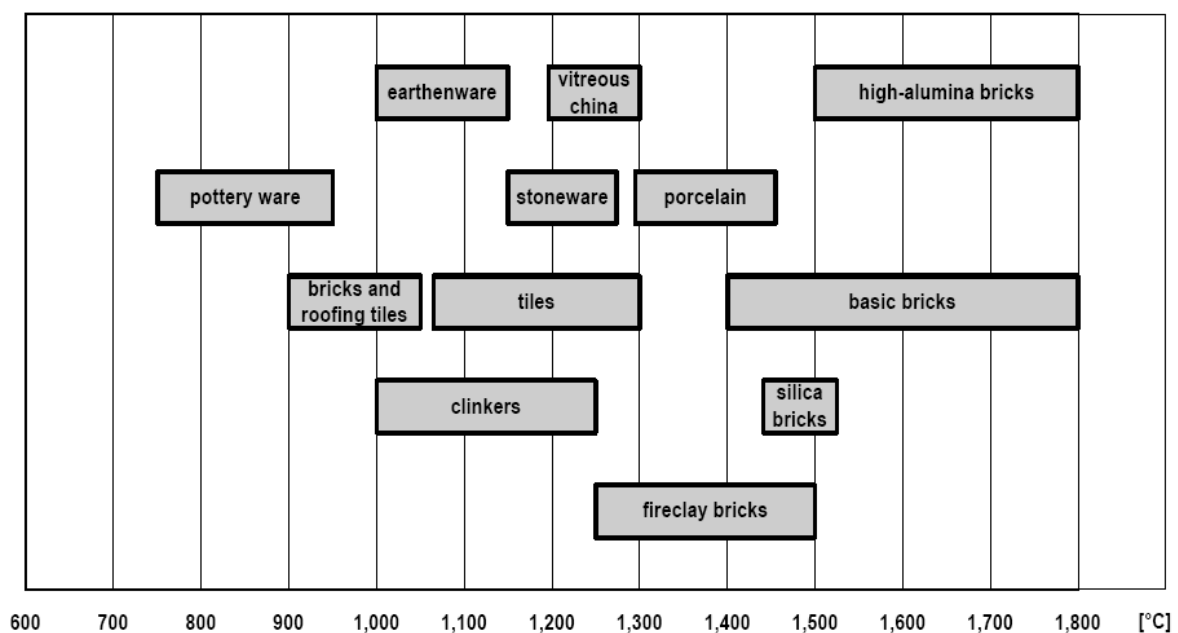 earthenware
vitreous
china
high-alumina bricks
pottery ware
stoneware
porcelain
bricks and
roofing tiles
tiles
basic bricks
clinkers
silica
bricks
fireclay bricks
600 700 800 900 1,000 1,100 1,200 1,300 1,400 1,500 1,600 1,700 1,800 [°C]